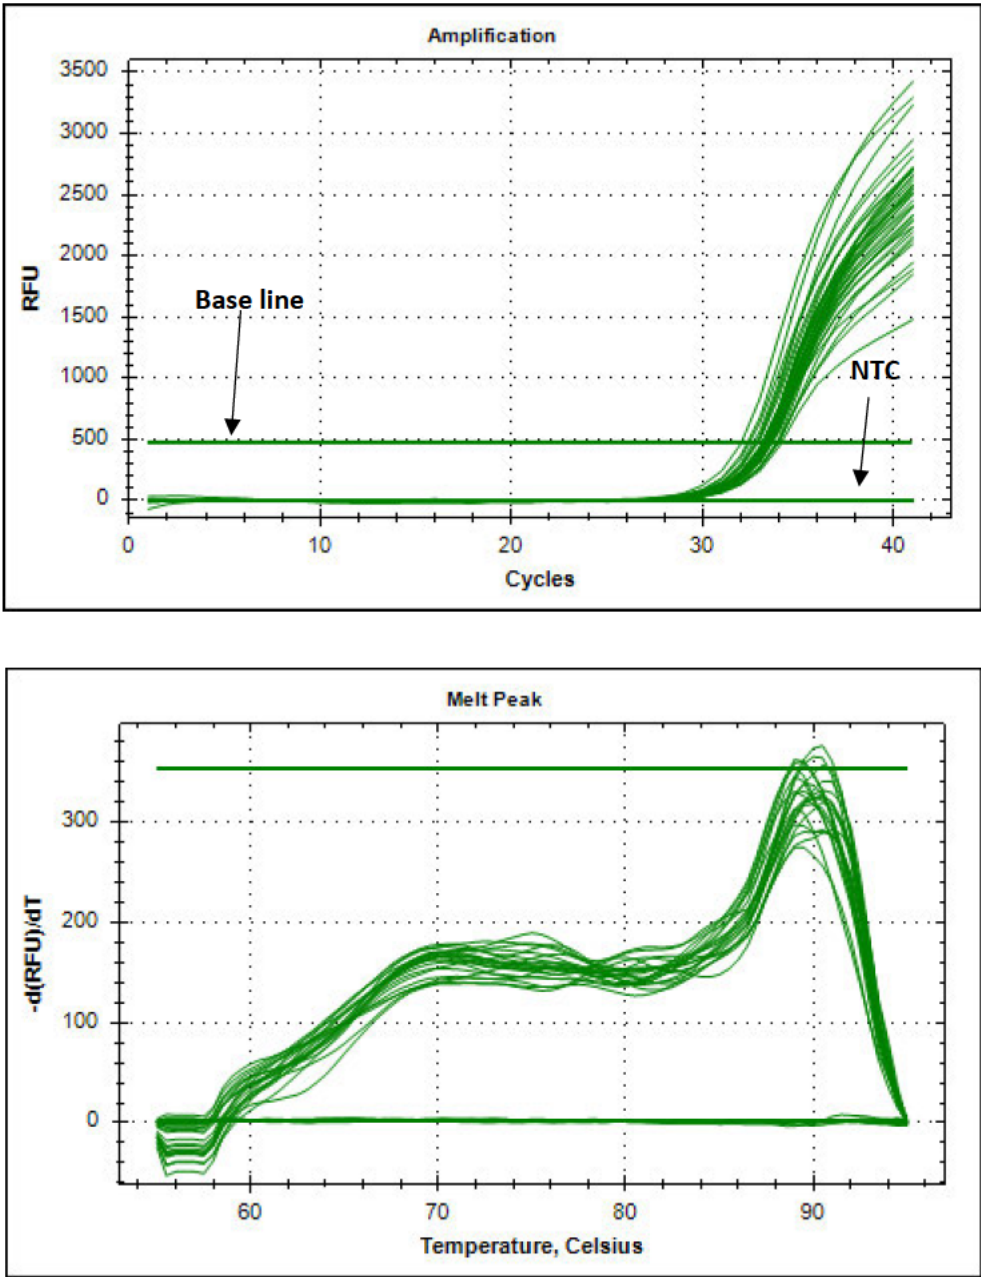 Amplification
3500
3000
2500
2000
1500
1000
500
0
RFU
Base line
NTC
0 10 20 30 40
Cycles
Melt Peak
300
200
100
0
-d(RFU)/dT
60 70 80 90
Temperature, Celsius